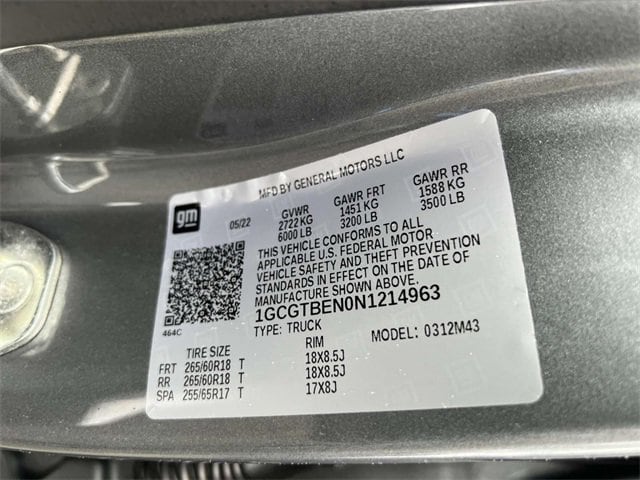 MFD BY GENERAL MOTORS LLC
gm
05/22
GVWR GAWR FRT GAWR RR
2722 KG 1451 KG 1588 KG
6000 LB 3200 LB 3500 LB
THIS VEHICLE CONFORMS TO ALL
APPLICABLE U.S. FEDERAL MOTOR
VEHICLE SAFETY AND THEFT PREVENTION
STANDARDS IN EFFECT ON THE DATE OF
MANUFACTURE SHOWN ABOVE.
1GCGTBEN0N1214963
464C
TYPE: TRUCK MODEL: 0312M43
TIRE SIZE RIM
FRT 265/60R18 T 18X8.5J
RR 265/60R18 T 18X8.5J
SPA 255/65R17 T 17X8J